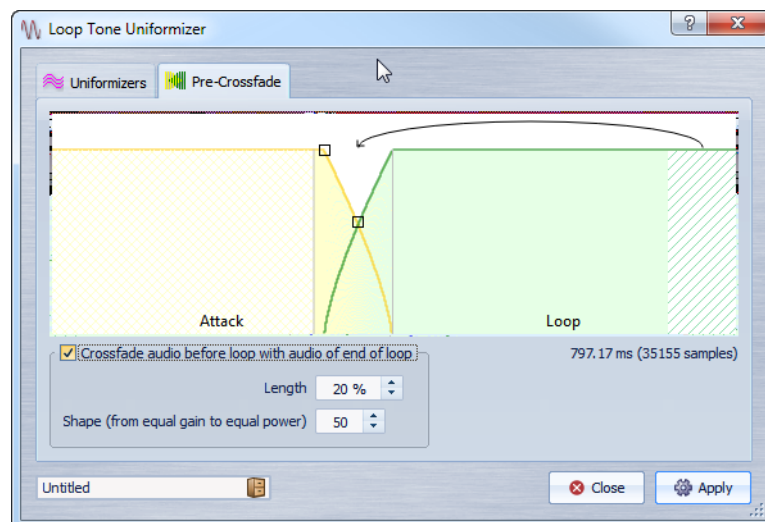 Loop Tone Uniformizer
Uniformizers
Pre-Crossfade
Attack
Loop
Crossfade audio before loop with audio of end of loop
797.17 ms (35155 samples)
Length
20 %
Shape (from equal gain to equal power)
50
Untitled
Close
Apply